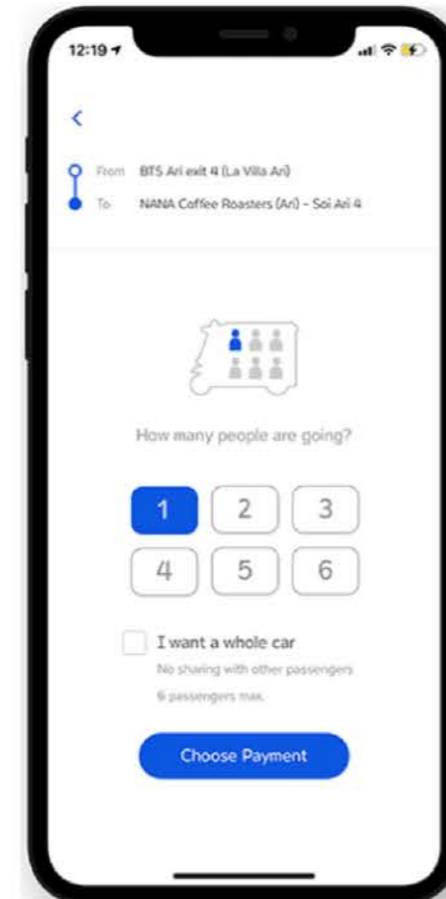 12:19
From BTS Ari exit 4 (La Villa Ari)
To NANA Coffee Roasters (Ari) - Soi Ari 4
How many people are going?
1 2 3
4 5 6
I want a whole car
No sharing with other passengers
6 passengers max.
Choose Payment